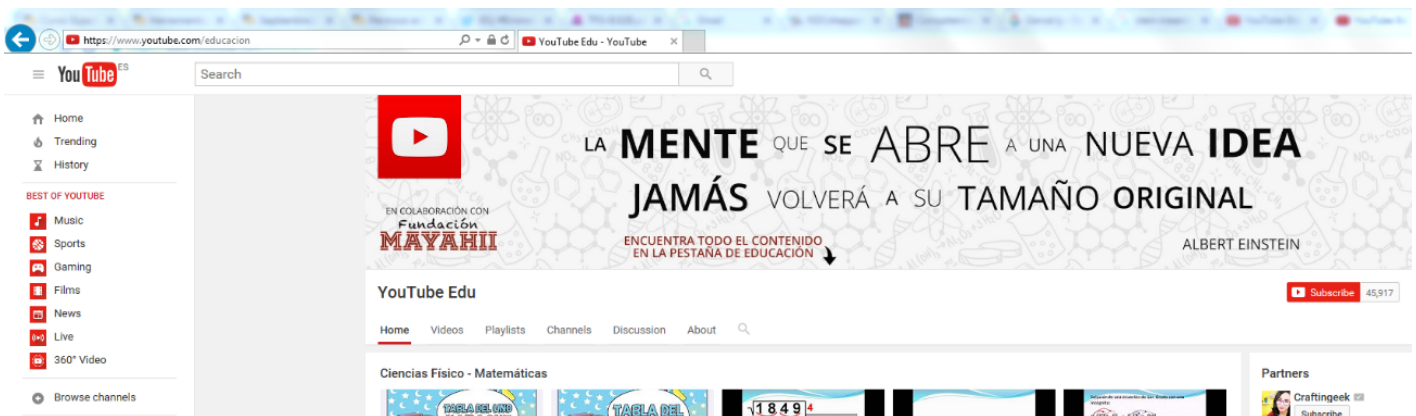 https://www.youtube.com/educacion
YouTube Edu - YouTube
YouTube ES
Search
Home
Trending
History
BEST OF YOUTUBE
Music
Sports
Gaming
Films
News
Live
360° Video
Browse channels
LA MENTE QUE SE ABRE A UNA NUEVA IDEA
JAMÁS VOLVERÁ A SU TAMAÑO ORIGINAL
ALBERT EINSTEIN
EN COLABORACIÓN CON
Fundación
MAYAHII
ENCUENTRA TODO EL CONTENIDO
EN LA PESTAÑA DE EDUCACIÓN
YouTube Edu
Subscribe 45,917
Home Videos Playlists Channels Discussion About
Ciencias Físico - Matemáticas
TABLA DEL UNO
TABLA DEL
1849 4
Partners
Craftingeek
Subscribe